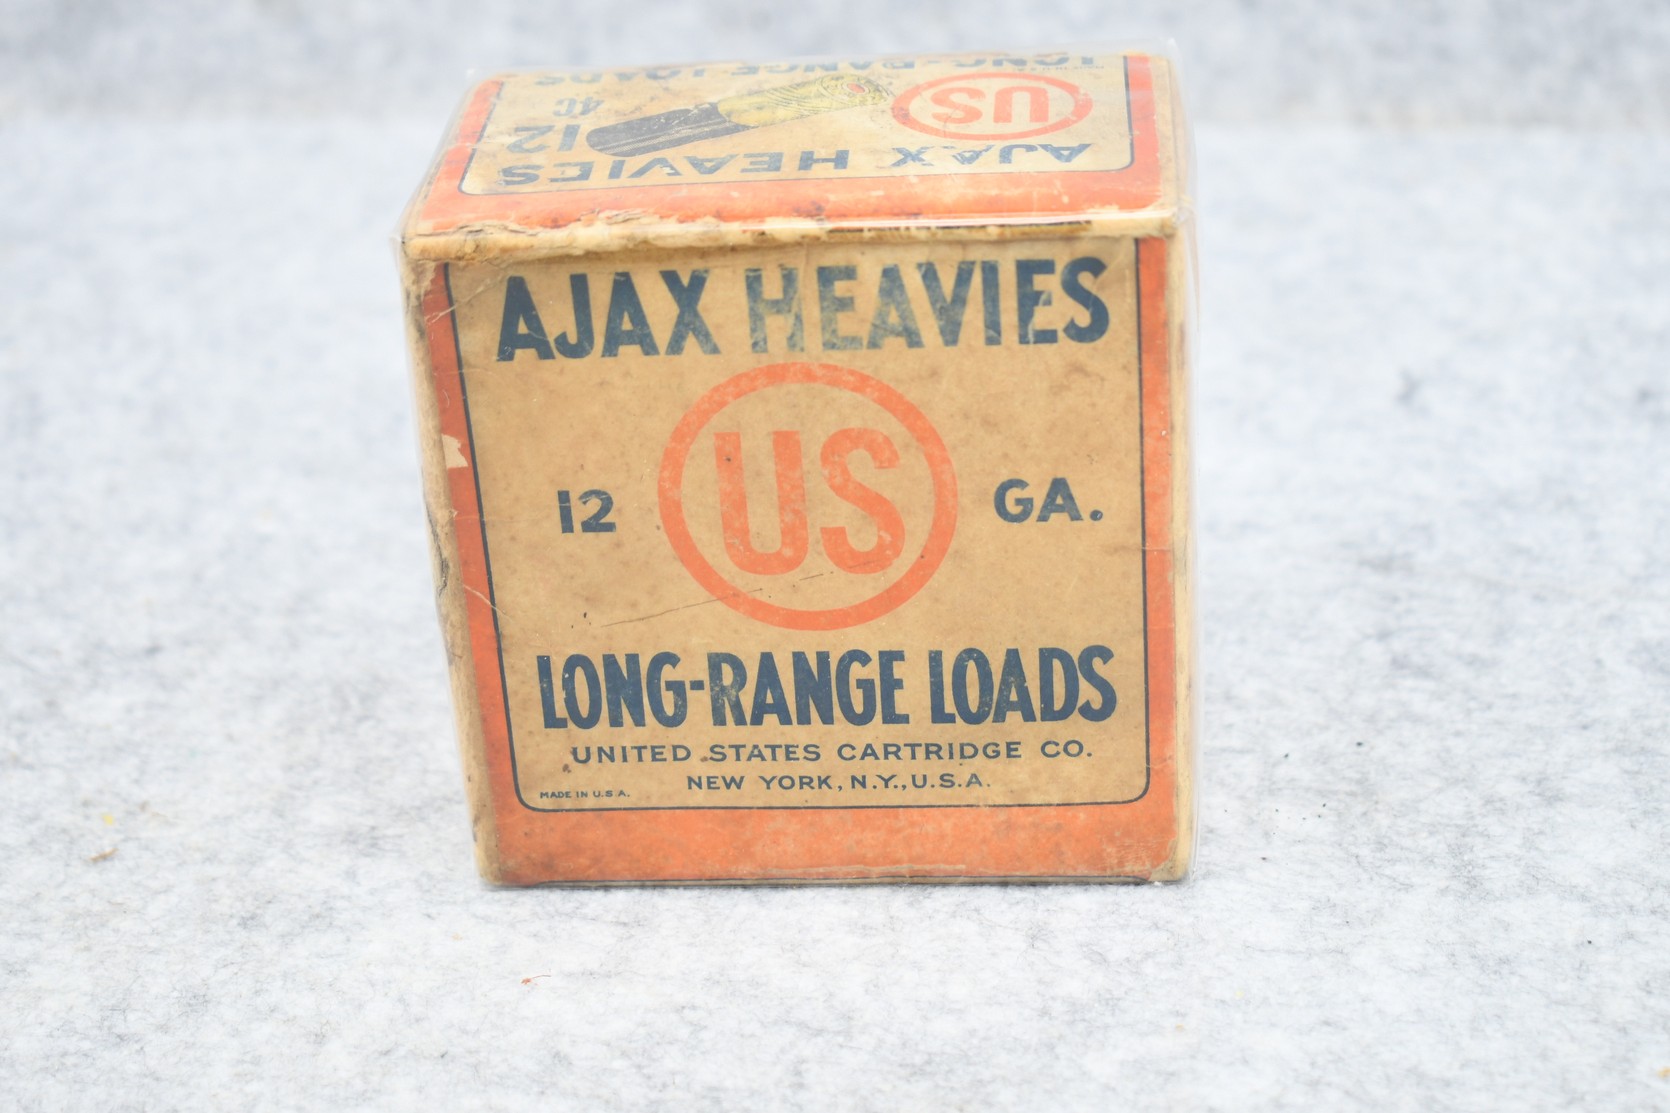 LONG-RANGE LOADS
US
12
AJAX HEAVIES
AJAX HEAVIES
US
12 GA.
LONG-RANGE LOADS
UNITED STATES CARTRIDGE CO.
NEW YORK, N.Y., U.S.A.
MADE IN U.S.A.